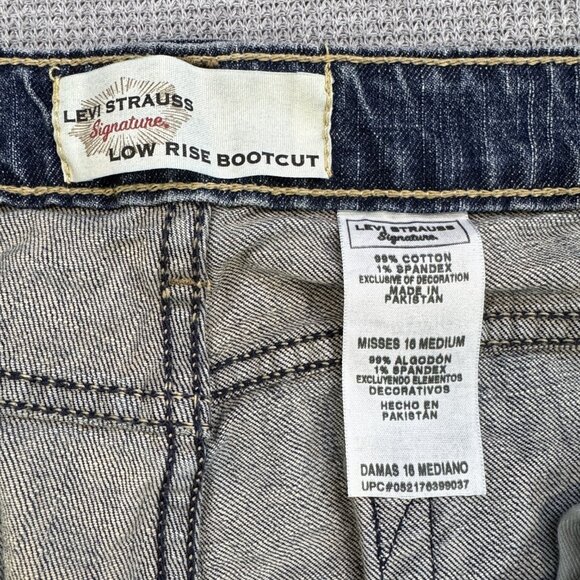 LEVI STRAUSS
Signature®
LOW RISE BOOTCUT
LEVI STRAUSS
Signature
99% COTTON
1% SPANDEX
EXCLUSIVE OF DECORATION
MADE IN
PAKISTAN
MISSES 16 MEDIUM
99% ALGODÓN
1% SPANDEX
EXCLUYENDO ELEMENTOS
DECORATIVOS
HECHO EN
PAKISTAN
DAMAS 16 MEDIANO
UPC#052176399037